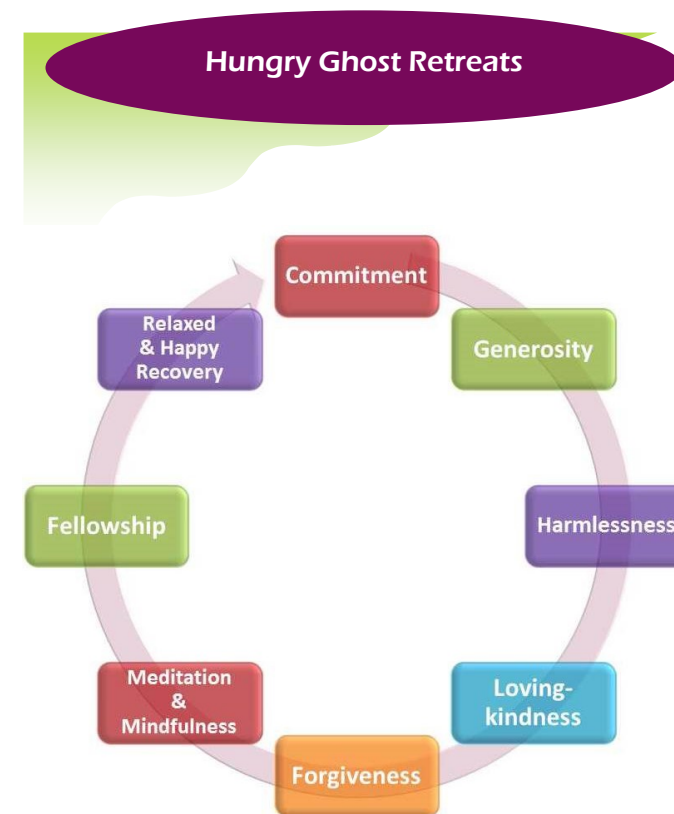 Hungry Ghost Retreats
Commitment
Generosity
Harmlessness
Loving-
kindness
Forgiveness
Meditation
&
Mindfulness
Fellowship
Relaxed
& Happy
Recovery